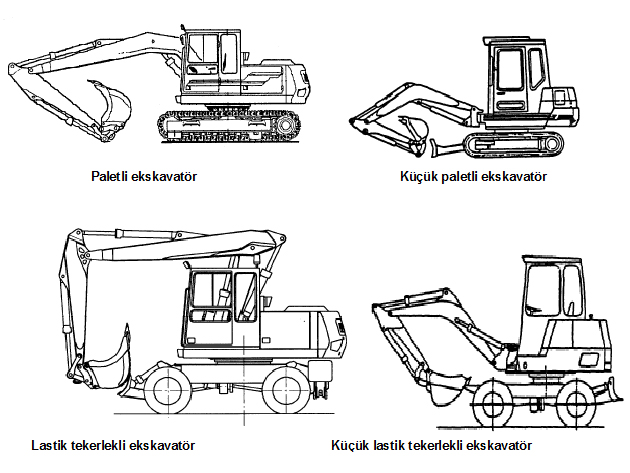 Paletli ekskavatör
Küçük paletli ekskavatör
Lastik tekerlekli ekskavatör
Küçük lastik tekerlekli ekskavatör